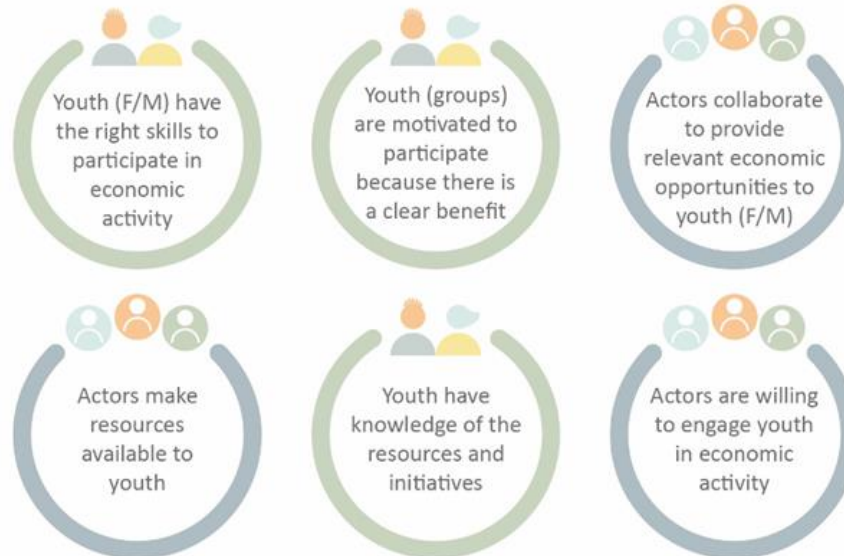 Youth (F/M) have
the right skills to
participate in
economic
activity
Youth (groups)
are motivated to
participate
because there is
a clear benefit
Actors collaborate
to provide
relevant economic
opportunities to
youth (F/M)
Actors make
resources
available to
youth
Youth have
knowledge of the
resources and
initiatives
Actors are willing
to engage youth
in economic
activity